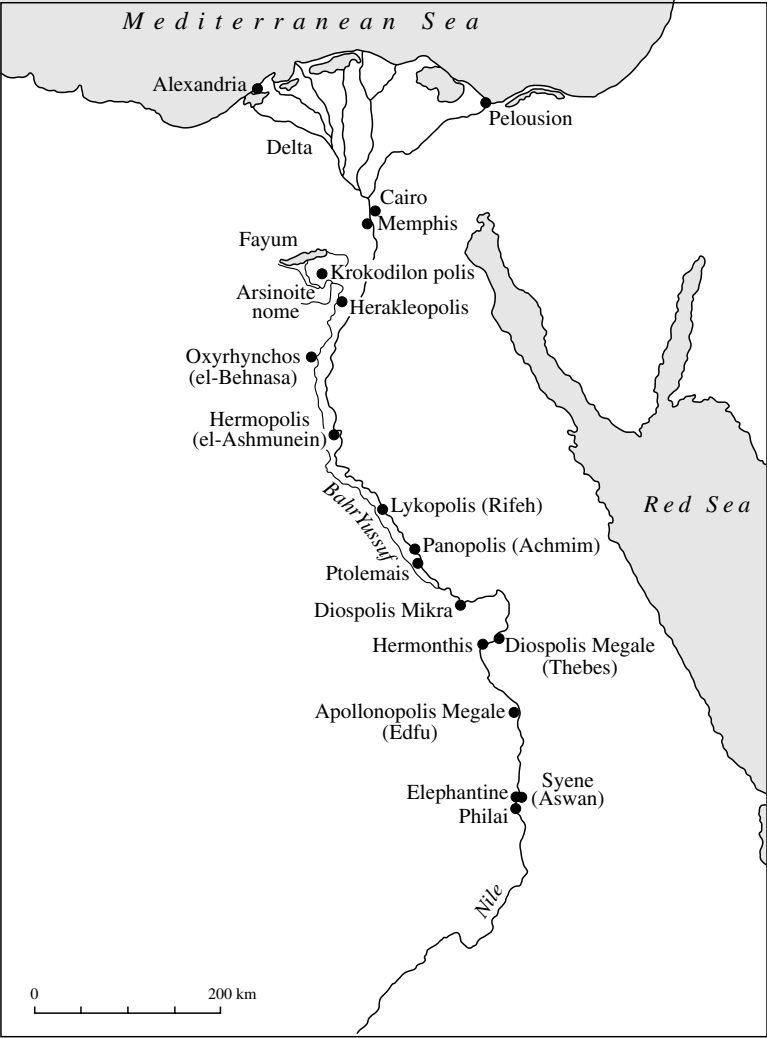 Mediterranean Sea
Alexandria
Pelousion
Delta
Cairo
Memphis
Fayum
Krokodilon polis
Arsinoite
nome
Herakleopolis
Oxyrhynchos
(el-Behnasa)
Hermopolis
(el-Ashmunein)
Red Sea
Lykopolis (Rifeh)
BahrYussuf
Panopolis (Achmim)
Ptolemais
Diospolis Mikra
Hermonthis
Diospolis Megale
(Thebes)
Apollonopolis Megale
(Edfu)
Elephantine
Syene
(Aswan)
Philai
Nile
0 200 km